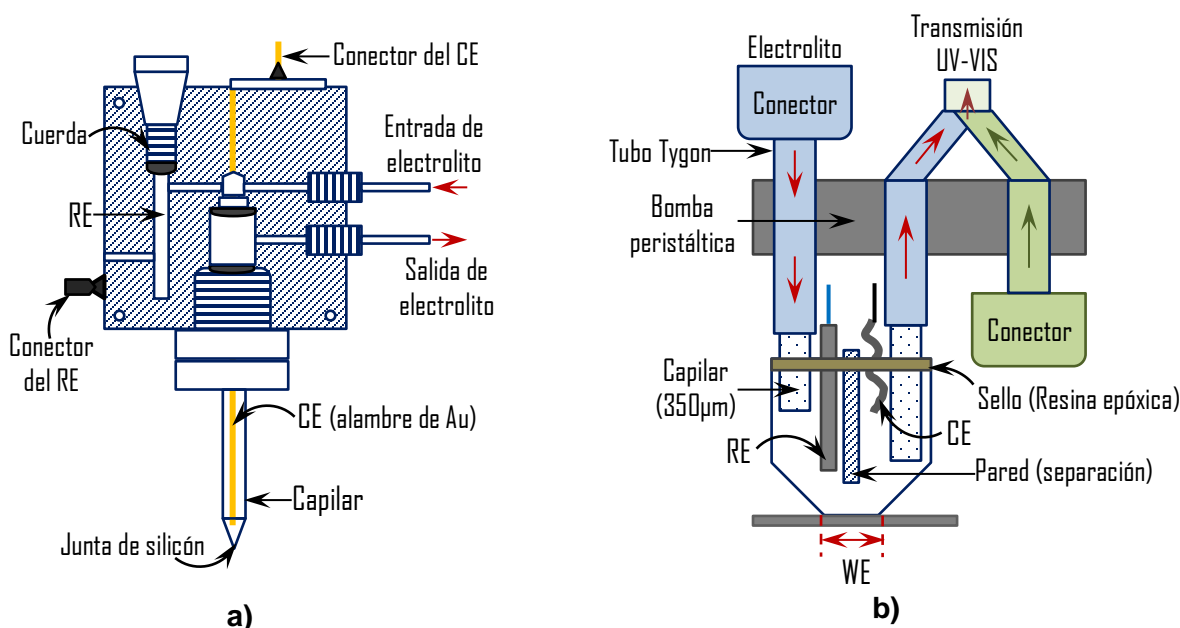 Conector del CE
Cuerda
Entrada de
electrolito
RE
Salida de
electrolito
Conector
del RE
CE (alambre de Au)
Capilar
Junta de silicón
a)
Transmisión
UV-VIS
Electrolito
Conector
Tubo Tygon
Bomba
peristáltica
Conector
Capilar
(350µm)
Sello (Resina epóxica)
CE
RE
Pared (separación)
WE
b)